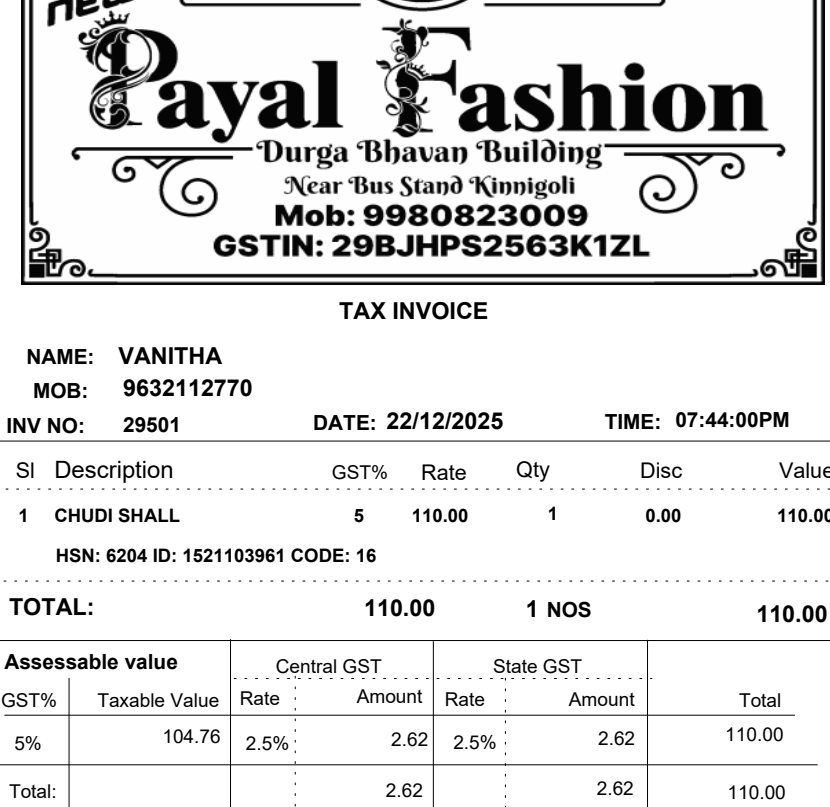 new
Payal Fashion
Durga Bhavan Building
Near Bus Stand Kinnigoli
Mob: 9980823009
GSTIN: 29BJHPS2563K1ZL
TAX INVOICE
NAME: VANITHA
MOB: 9632112770
INV NO: 29501 DATE: 22/12/2025 TIME: 07:44:00PM
Sl Description GST% Rate Qty Disc Value
1 CHUDI SHALL 5 110.00 1 0.00 110.00
HSN: 6204 ID: 1521103961 CODE: 16
TOTAL: 110.00 1 NOS 110.00
Assessable value Central GST State GST
GST% Taxable Value Rate Amount Rate Amount Total
5% 104.76 2.5% 2.62 2.5% 2.62 110.00
Total: 2.62 2.62 110.00